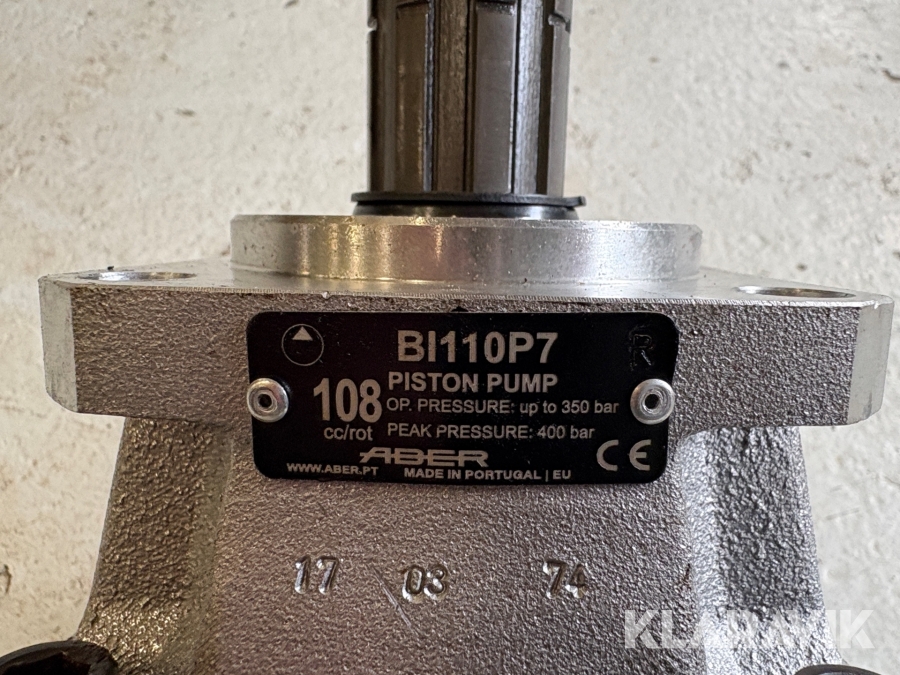 BI110P7
R
PISTON PUMP
108
cc/rot
OP. PRESSURE: up to 350 bar
PEAK PRESSURE: 400 bar
ABER
CE
WWW.ABER.PT
MADE IN PORTUGAL | EU
17 03 74
KLARAVIK